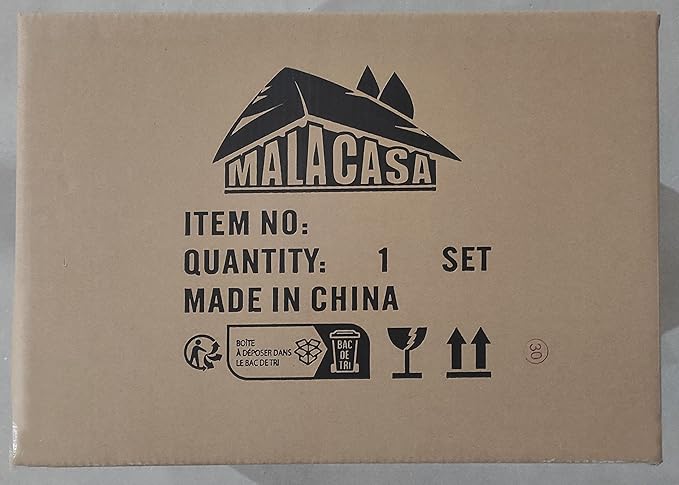 MALACASA
ITEM NO:
QUANTITY: 1 SET
MADE IN CHINA
BOÎTE
À DÉPOSER DANS
LE BAC DE TRI
BAC
DE
TRI
30